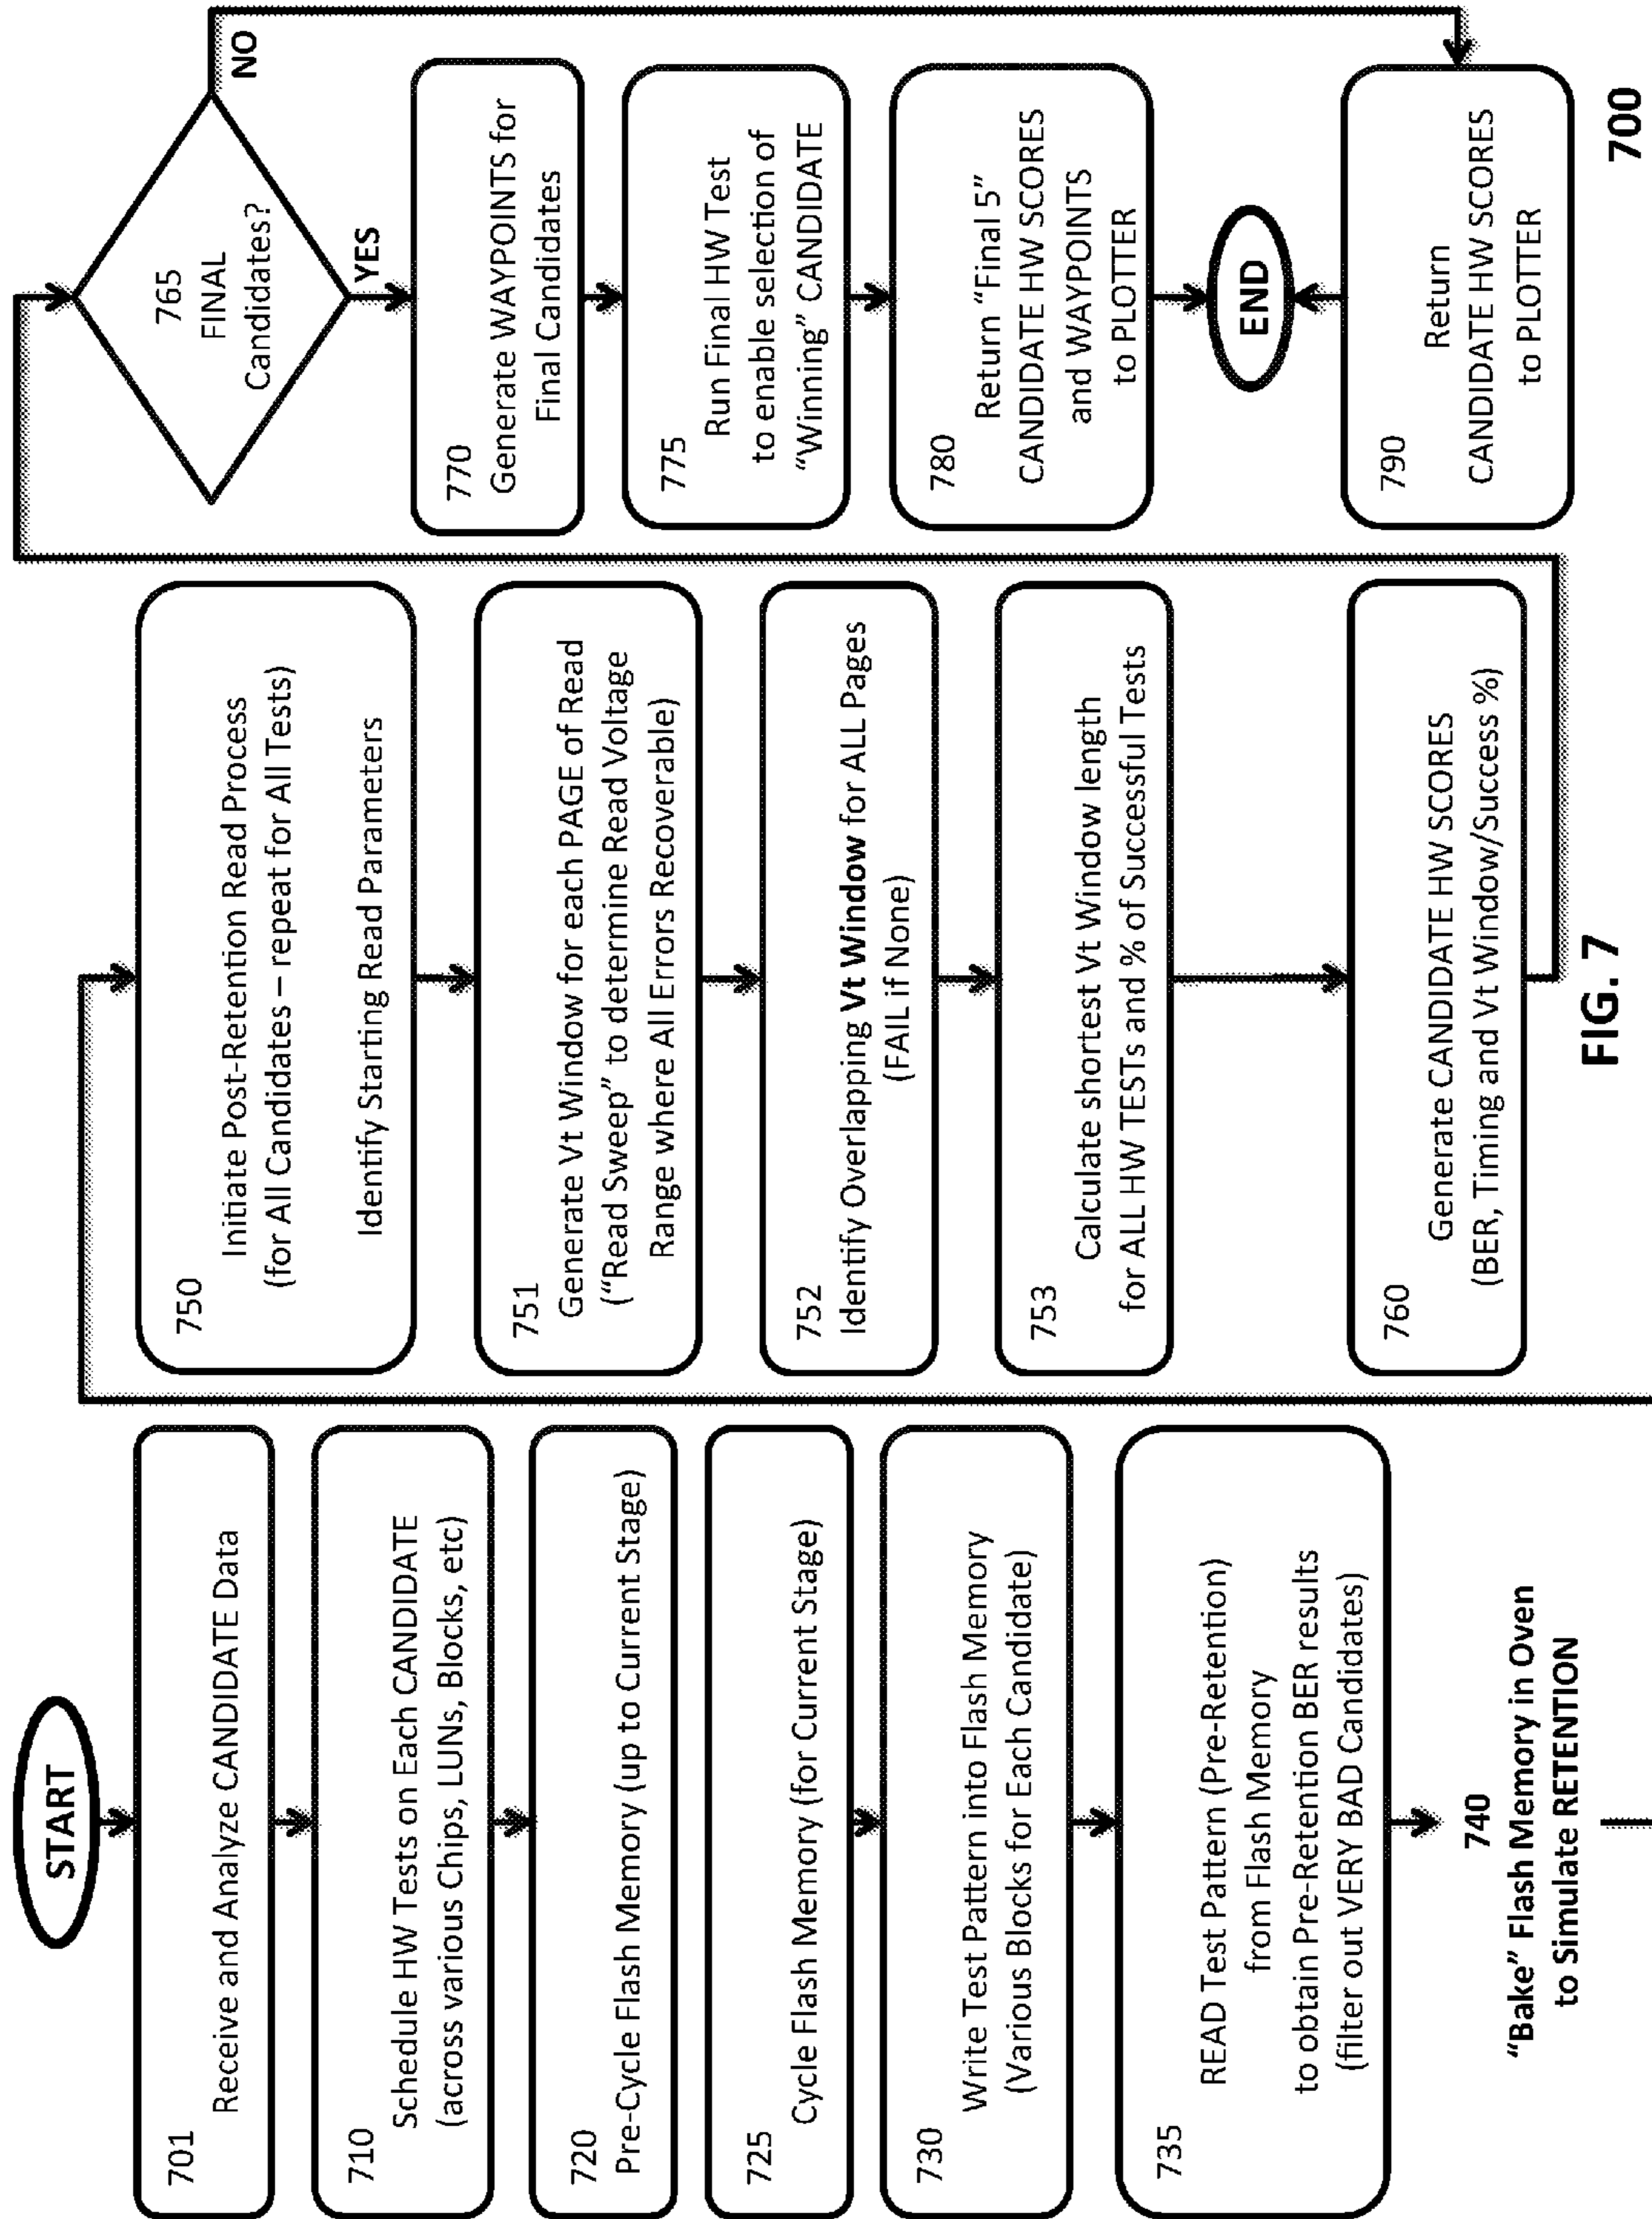 START
701
Receive and Analyze CANDIDATE Data
710
Schedule HW Tests on Each CANDIDATE
(across various Chips, LUNs, Blocks, etc)
720
Pre-Cycle Flash Memory (up to Current Stage)
725
Cycle Flash Memory (for Current Stage)
730
Write Test Pattern into Flash Memory
(Various Blocks for Each Candidate)
735
READ Test Pattern (Pre-Retention)
from Flash Memory
to obtain Pre-Retention BER results
(filter out VERY BAD Candidates)
740
"Bake" Flash Memory in Oven
to Simulate RETENTION
750
Initiate Post-Retention Read Process
(for All Candidates – repeat for All Tests)
Identify Starting Read Parameters
751
Generate Vt Window for each PAGE of Read
("Read Sweep" to determine Read Voltage
Range where All Errors Recoverable)
752
Identify Overlapping Vt Window for ALL Pages
(FAIL if None)
753
Calculate shortest Vt Window length
for ALL HW TESTs and % of Successful Tests
760
Generate CANDIDATE HW SCORES
(BER, Timing and Vt Window/Success %)
765
FINAL
Candidates?
NO
YES
770
Generate WAYPOINTS for
Final Candidates
775
Run Final HW Test
to enable selection of
"Winning" CANDIDATE
780
Return "Final 5"
CANDIDATE HW SCORES
and WAYPOINTS
to PLOTTER
END
790
Return
CANDIDATE HW SCORES
to PLOTTER
700
FIG. 7